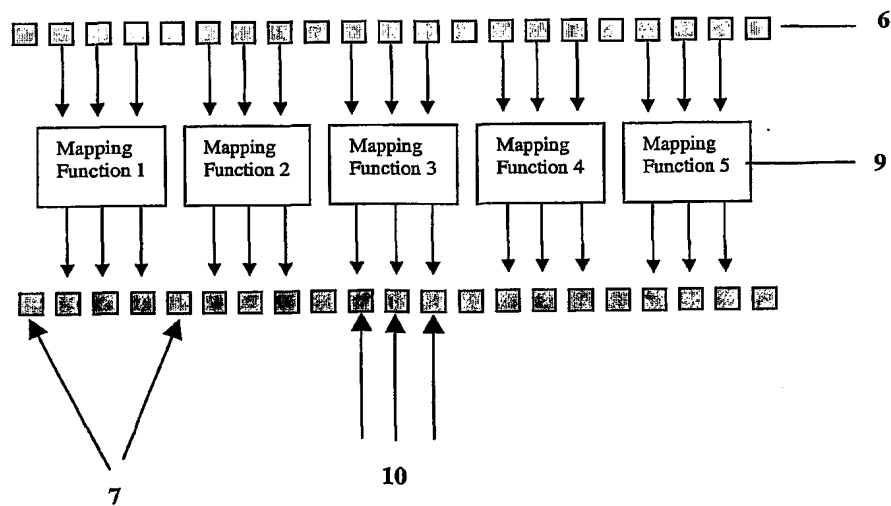 6
Mapping
Function 1
Mapping
Function 2
Mapping
Function 3
Mapping
Function 4
Mapping
Function 5
9
10
7